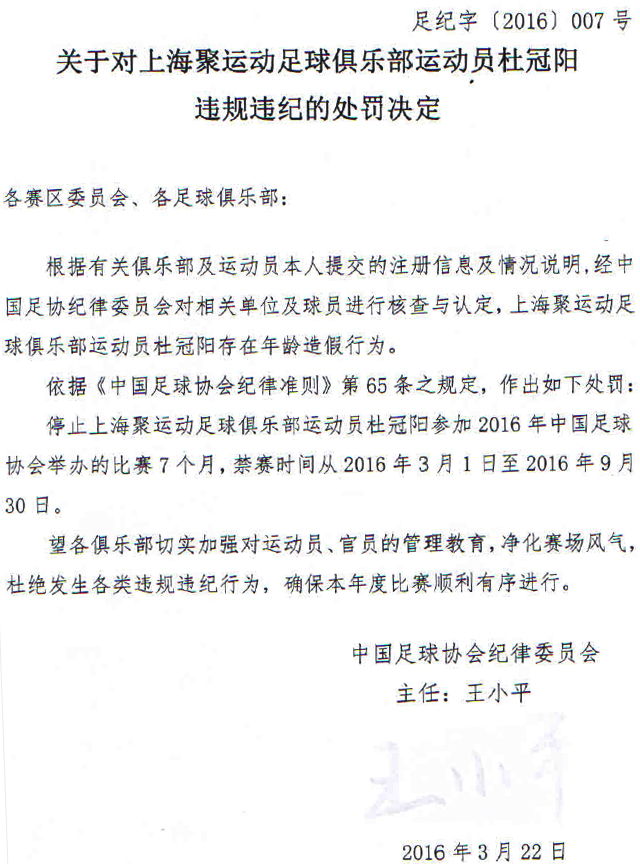 足纪字〔2016〕007号
关于对上海聚运动足球俱乐部运动员杜冠阳
违规违纪的处罚决定
各赛区委员会、各足球俱乐部：
根据有关俱乐部及运动员本人提交的注册信息及情况说明，经中
国足协纪律委员会对相关单位及球员进行核查与认定，上海聚运动足
球俱乐部运动员杜冠阳存在年龄造假行为。
依据《中国足球协会纪律准则》第65条之规定，作出如下处罚：
停止上海聚运动足球俱乐部运动员杜冠阳参加2016年中国足球
协会举办的比赛7个月，禁赛时间从2016年3月1日至2016年9月
30日。
望各俱乐部切实加强对运动员、官员的管理教育，净化赛场风气，
杜绝发生各类违规违纪行为，确保本年度比赛顺利有序进行。
中国足球协会纪律委员会
主任：王小平
王小平
2016年3月22日